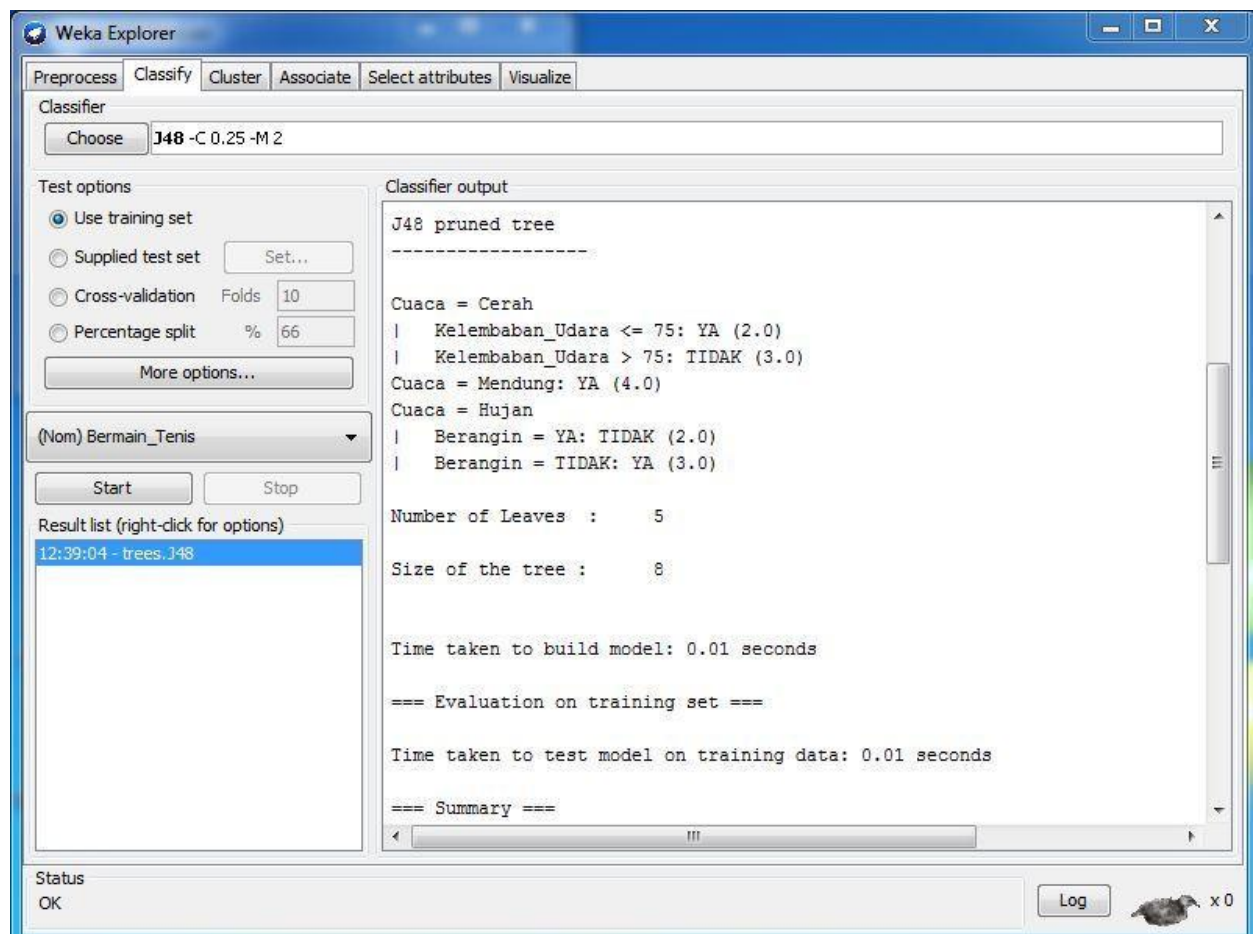 Weka Explorer
Preprocess Classify Cluster Associate Select attributes Visualize
Classifier
Choose J48 -C 0.25 -M 2
Test options
Use training set
Supplied test set Set...
Cross-validation Folds 10
Percentage split % 66
More options...
(Nom) Bermain_Tenis
Start Stop
Result list (right-click for options)
12:39:04 - trees.J48
Classifier output
J48 pruned tree
------------------
Cuaca = Cerah
|   Kelembaban_Udara <= 75: YA (2.0)
|   Kelembaban_Udara > 75: TIDAK (3.0)
Cuaca = Mendung: YA (4.0)
Cuaca = Hujan
|   Berangin = YA: TIDAK (2.0)
|   Berangin = TIDAK: YA (3.0)
Number of Leaves  :     5
Size of the tree :     8
Time taken to build model: 0.01 seconds
=== Evaluation on training set ===
Time taken to test model on training data: 0.01 seconds
=== Summary ===
Status
OK
Log x 0